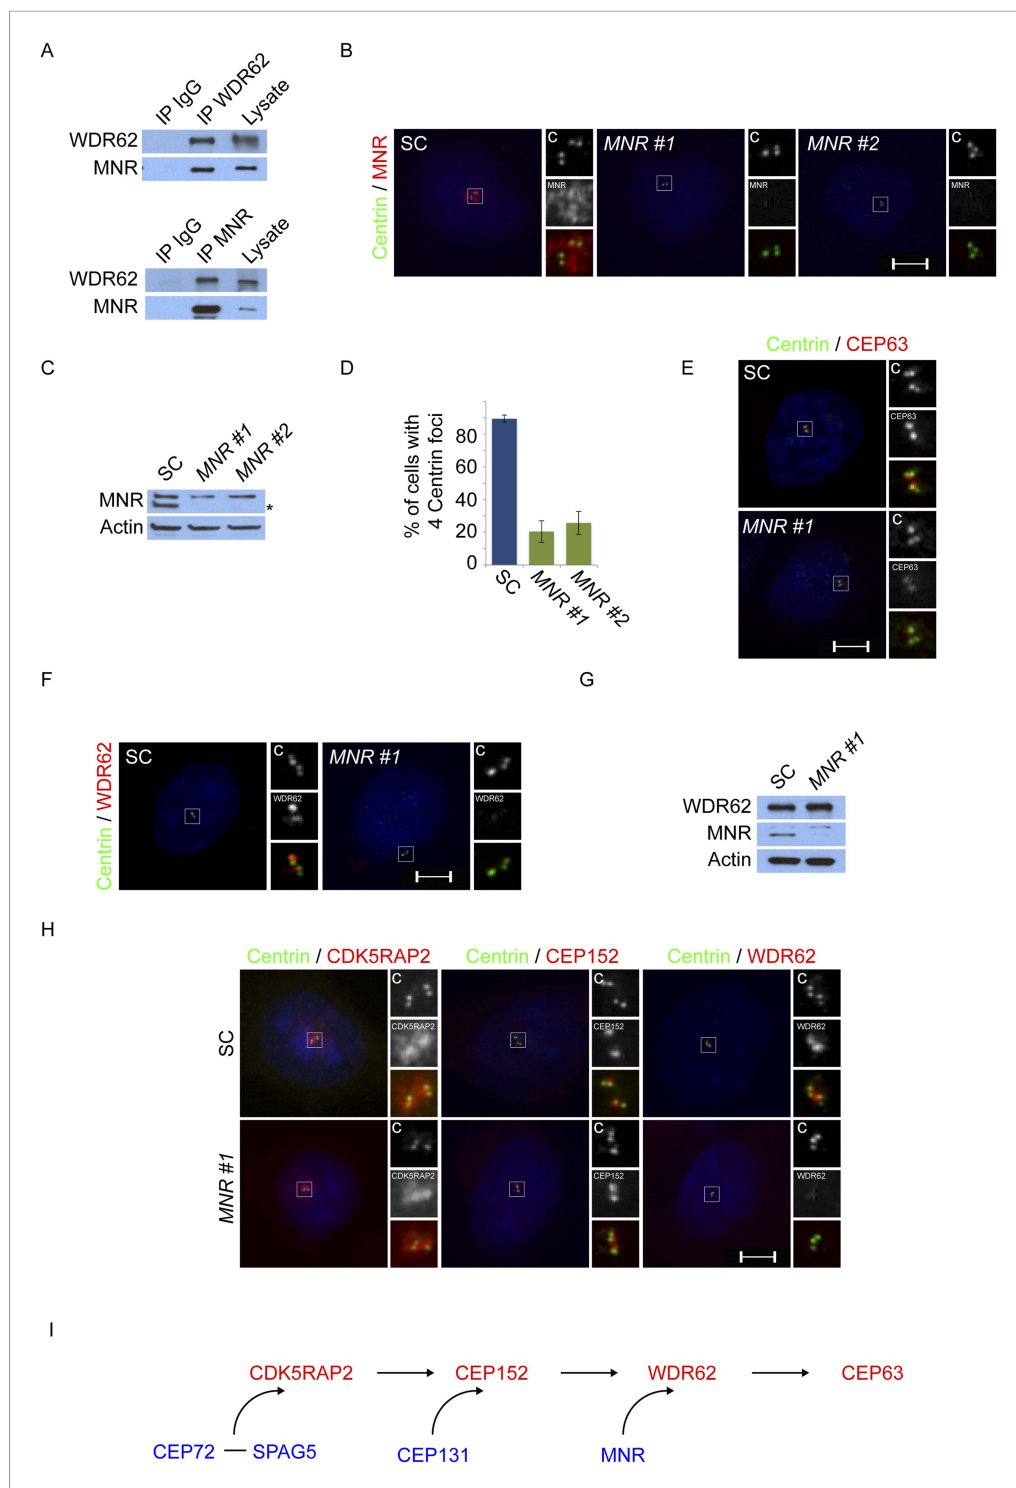 A
IP IgG
IP WDR62
Lysate
WDR62
MNR
IP IgG
IP MNR
Lysate
WDR62
MNR
B
Centrin / MNR
SC
C
MNR
MNR #1
C
MNR
MNR #2
C
MNR
C
SC
MNR #1
MNR #2
MNR
*
Actin
D
% of cells with
4 Centrin foci
80
60
40
20
0
SC
MNR #1
MNR #2
E
Centrin / CEP63
SC
C
CEP63
MNR #1
C
CEP63
F
Centrin / WDR62
SC
C
WDR62
MNR #1
C
WDR62
G
SC
MNR #1
WDR62
MNR
Actin
H
Centrin / CDK5RAP2
Centrin / CEP152
Centrin / WDR62
SC
C
CDK5RAP2
C
CEP152
C
WDR62
MNR #1
C
CDK5RAP2
C
CEP152
C
WDR62
I
CDK5RAP2
CEP152
WDR62
CEP63
CEP72
SPAG5
CEP131
MNR